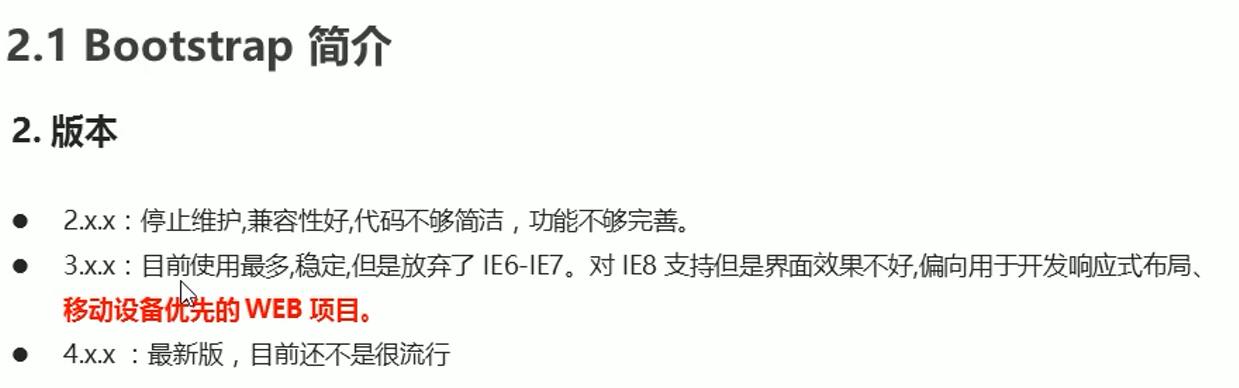 2.1 Bootstrap 简介
2. 版本
● 2.x.x：停止维护,兼容性好,代码不够简洁，功能不够完善。
● 3.x.x：目前使用最多,稳定,但是放弃了 IE6-IE7。对 IE8 支持但是界面效果不好,偏向用于开发响应式布局、
移动设备优先的 WEB 项目。
● 4.x.x ：最新版，目前还不是很流行